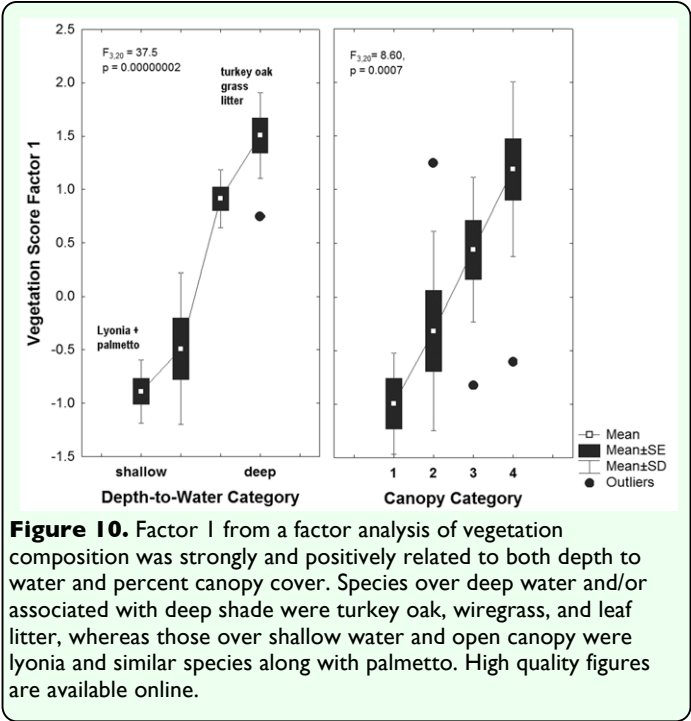 2.5
2.0
1.5
1.0
0.5
0.0
-0.5
-1.0
-1.5
Vegetation Score Factor 1
F3,20 = 37.5
p = 0.00000002
turkey oak
grass
litter
Lyonia +
palmetto
shallow deep
Depth-to-Water Category
F3,20= 8.60,
p = 0.0007
1 2 3 4
Canopy Category
Mean
Mean±SE
Mean±SD
Outliers
Figure 10. Factor 1 from a factor analysis of vegetation
composition was strongly and positively related to both depth to
water and percent canopy cover. Species over deep water and/or
associated with deep shade were turkey oak, wiregrass, and leaf
litter, whereas those over shallow water and open canopy were
lyonia and similar species along with palmetto. High quality figures
are available online.